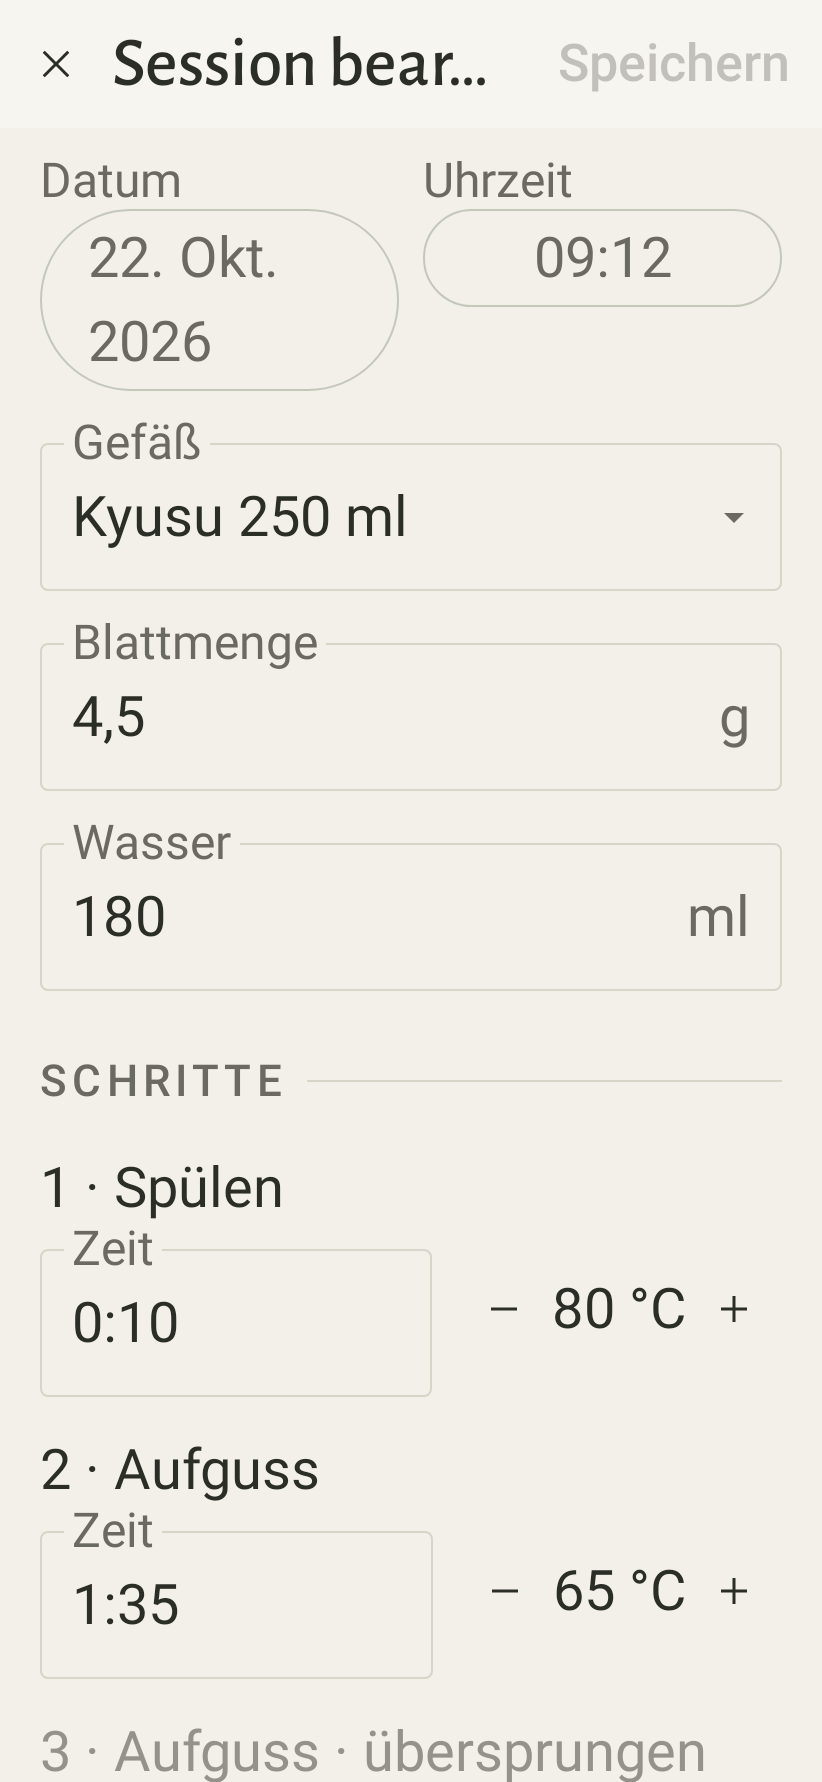 Session bear…
Speichern
Datum
Uhrzeit
22. Okt.
2026
09:12
Gefäß
Kyusu 250 ml
Blattmenge
4,5
g
Wasser
180
ml
SCHRITTE
1 · Spülen
Zeit
0:10
− 80 °C +
2 · Aufguss
Zeit
1:35
− 65 °C +
3 · Aufguss · übersprungen